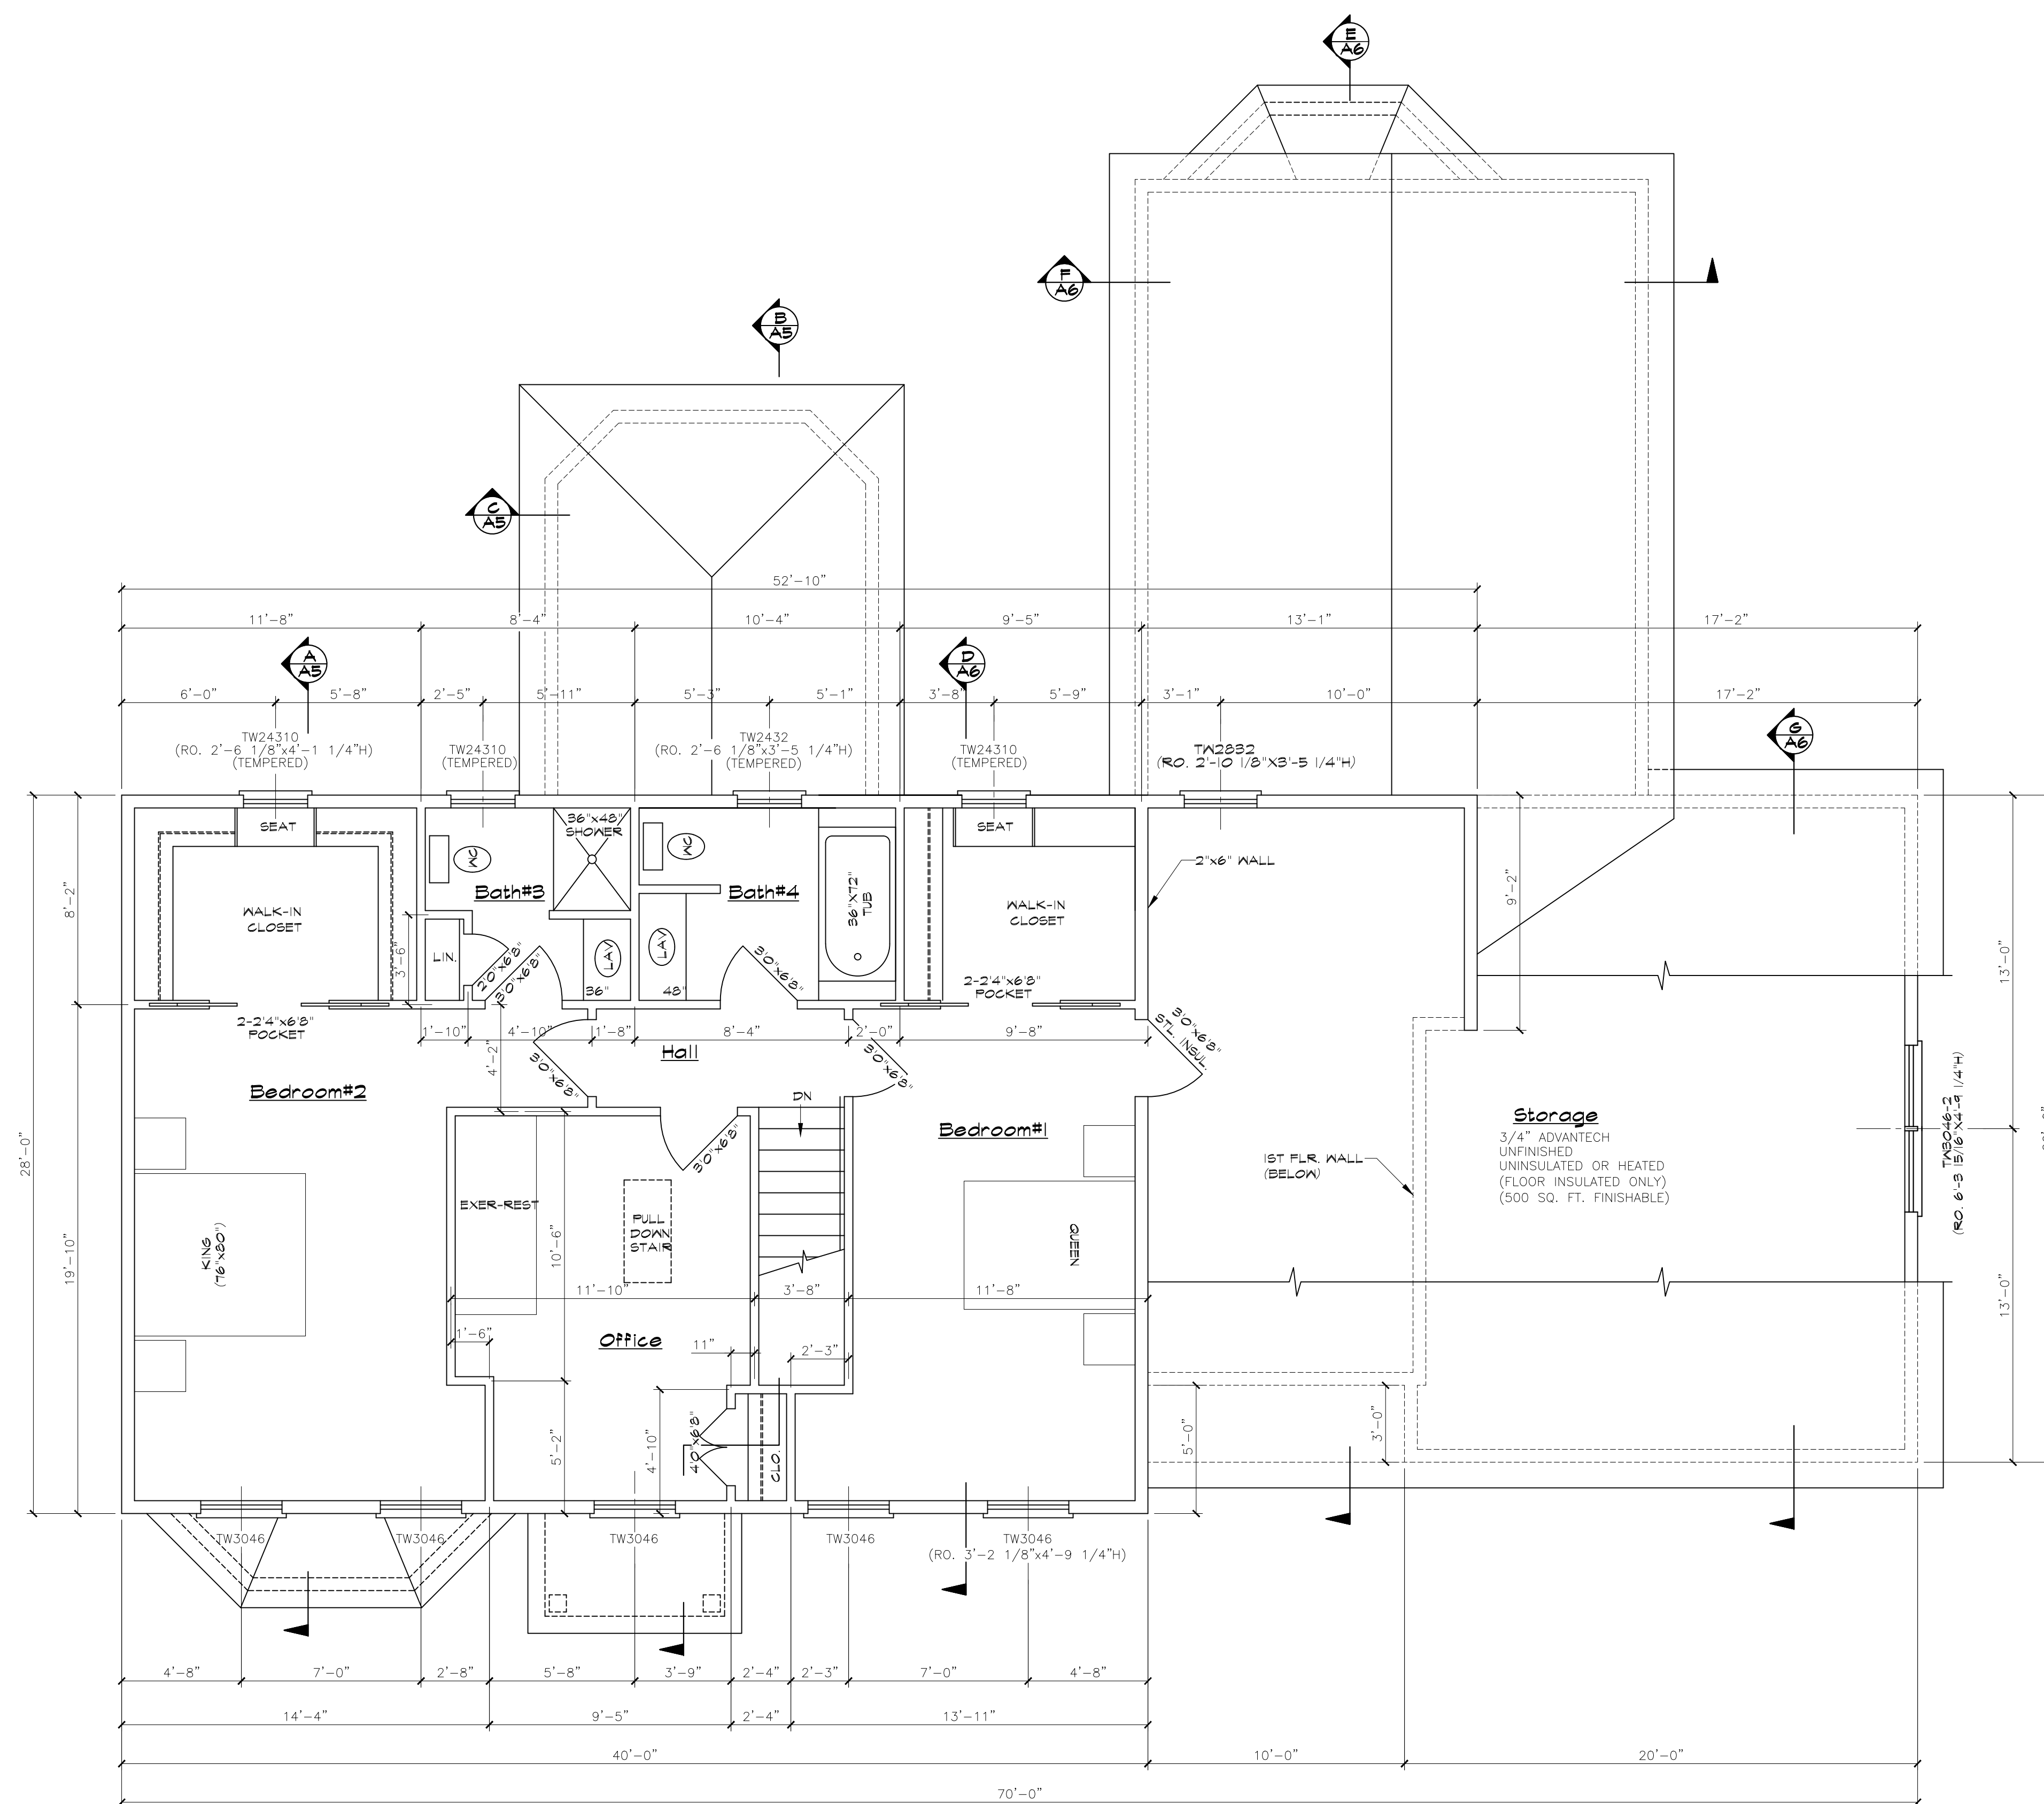 E
A6
F
A6
B
A5
C
A5
52'-10"
11'-8"
8'-4"
10'-4"
9'-5"
13'-1"
17'-2"
A
A5
D
A6
6'-0"
5'-8"
2'-5"
5'-11"
5'-3"
5'-1"
3'-8"
5'-9"
3'-1"
10'-0"
17'-2"
G
A6
TW24310
(RO. 2'-6 1/8"x4'-1 1/4"H)
(TEMPERED)
TW24310
(TEMPERED)
TW2432
(RO. 2'-6 1/8"x3'-5 1/4"H)
(TEMPERED)
TW24310
(TEMPERED)
TW2832
(RO. 2'-10 1/8"X3'-5 1/4"H)
SEAT
36"x48"
SHOWER
SEAT
WC
WC
2"x6" WALL
Bath#3
Bath#4
36"X72"
TUB
8'-2"
9'-2"
13'-0"
WALK-IN
CLOSET
WALK-IN
CLOSET
3'-6"
LIN.
2'0"x6'8"
3'0"x6'8"
LAV
LAV
36"
48"
3'0"x6'8"
2-2'4"x6'8"
POCKET
2-2'4"x6'8"
POCKET
1'-10"
4'-10"
1'-8"
8'-4"
2'-0"
9'-8"
3'0"x6'8"
STL. INSUL.
4'-2"
Hall
3'0"x6'8"
3'0"x6'8"
Bedroom#2
DN
Bedroom#1
Storage
3/4" ADVANTECH
UNFINISHED
UNINSULATED OR HEATED
(FLOOR INSULATED ONLY)
(500 SQ. FT. FINISHABLE)
TW3046-2
(RO. 6'-3 15/16"X4'-9 1/4"H)
28'-0"
3'0"x6'8"
1ST FLR. WALL
(BELOW)
EXER-REST
PULL
DOWN
STAIR
KING
(76"x80")
QUEEN
19'-10"
10'-6"
11'-10"
3'-8"
11'-8"
13'-0"
1'-6"
Office
11"
2'-3"
5'-2"
4'-10"
4'0"x6'8"
CLO.
5'-0"
3'-0"
TW3046
TW3046
TW3046
TW3046
TW3046
(RO. 3'-2 1/8"x4'-9 1/4"H)
4'-8"
7'-0"
2'-8"
5'-8"
3'-9"
2'-4"
2'-3"
7'-0"
4'-8"
14'-4"
9'-5"
2'-4"
13'-11"
40'-0"
10'-0"
20'-0"
70'-0"